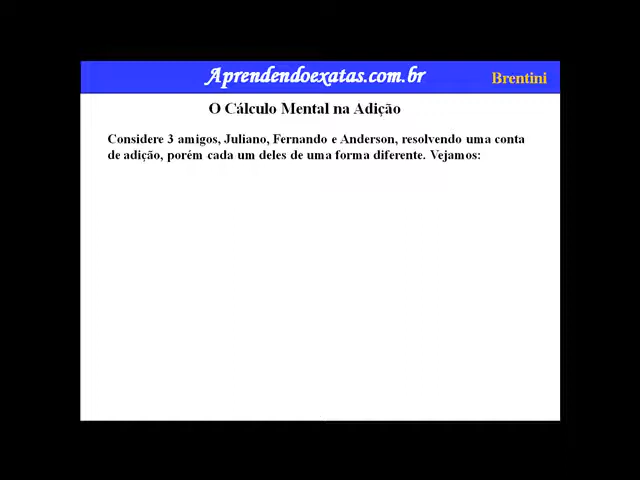 Aprendendoexatas.com.br
Brentini
O Cálculo Mental na Adição
Considere 3 amigos, Juliano, Fernando e Anderson, resolvendo uma conta
de adição, porém cada um deles de uma forma diferente. Vejamos: